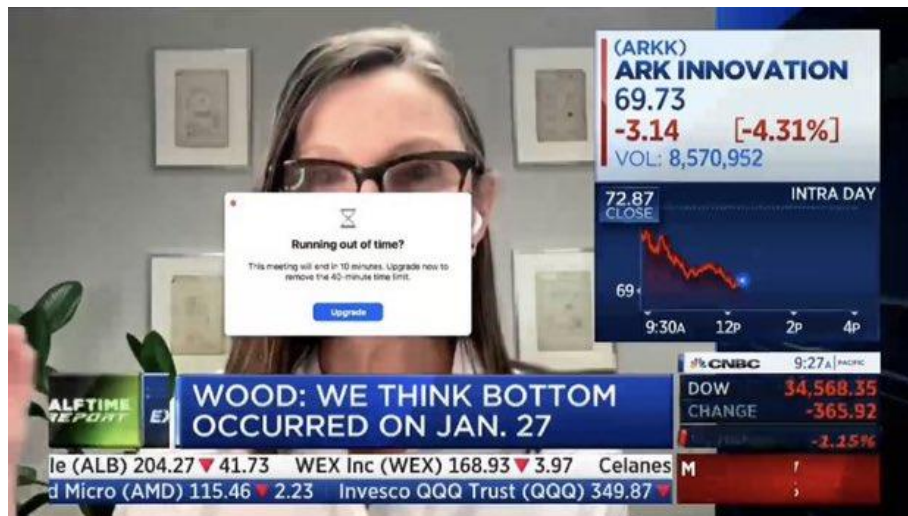 (ARKK)
ARK INNOVATION
69.73
-3.14 [-4.31%]
VOL: 8,570,952
72.87
CLOSE
INTRA DAY
69
9:30A 12P 2P 4P
Running out of time?
This meeting will end in 10 minutes. Upgrade now to
remove the 40-minute time limit.
Upgrade
CNBC 9:27A PACIFIC
DOW 34,568.35
CHANGE -365.92
-1.15%
HALFTIME
REPORT
WOOD: WE THINK BOTTOM
OCCURRED ON JAN. 27
le (ALB) 204.27 ▼ 41.73 WEX Inc (WEX) 168.93 ▼ 3.97 Celanes
d Micro (AMD) 115.46 ▼ 2.23 Invesco QQQ Trust (QQQ) 349.87 ▼
M